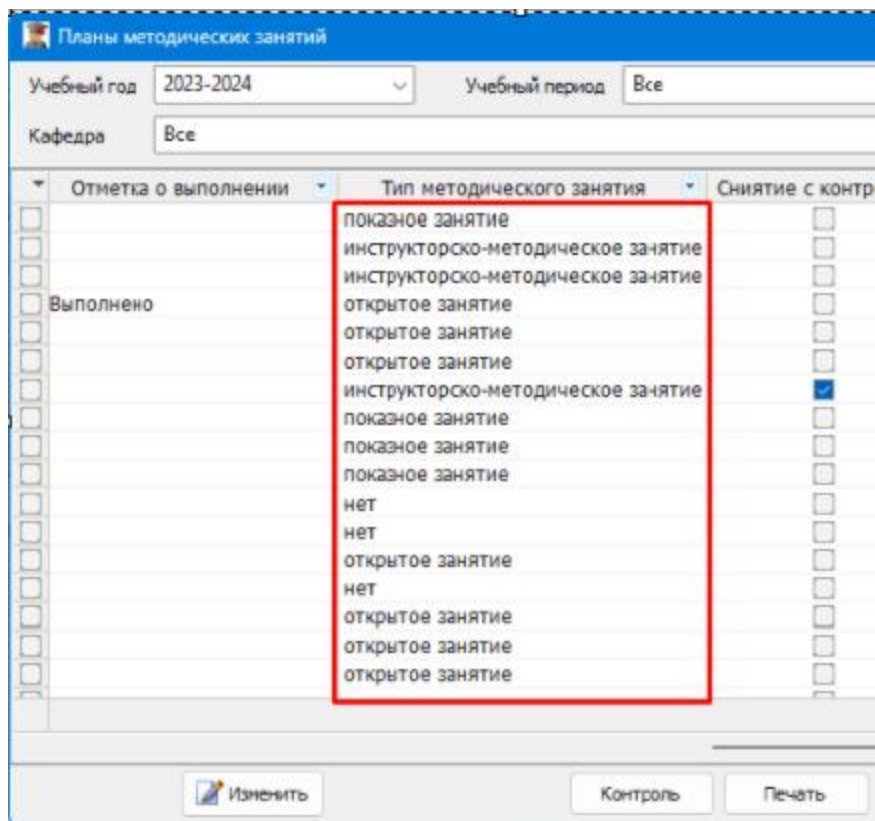 Планы методических занятий
Учебный год 2023-2024 Учебный период Все
Кафедра Все
Отметка о выполнении Тип методического занятия Сниятие с контр
показное занятие
инструкторско-методическое занятие
инструкторско-методическое занятие
Выполнено открытое занятие
открытое занятие
открытое занятие
инструкторско-методическое занятие
показное занятие
показное занятие
показное занятие
нет
нет
открытое занятие
нет
открытое занятие
открытое занятие
открытое занятие
Изменить Контроль Печать